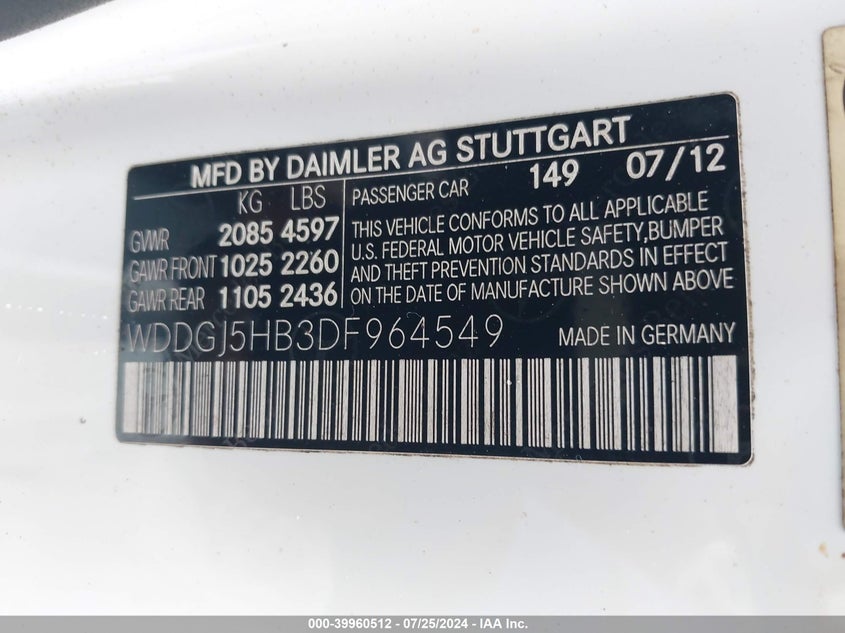 MFD BY DAIMLER AG STUTTGART
KG LBS PASSENGER CAR 149 07/12
GVWR 2085 4597
GAWR FRONT 1025 2260
GAWR REAR 1105 2436
THIS VEHICLE CONFORMS TO ALL APPLICABLE
U.S. FEDERAL MOTOR VEHICLE SAFETY,BUMPER
AND THEFT PREVENTION STANDARDS IN EFFECT
ON THE DATE OF MANUFACTURE SHOWN ABOVE
WDDGJ5HB3DF964549 MADE IN GERMANY
000-39960512 - 07/25/2024 - IAAI.COM